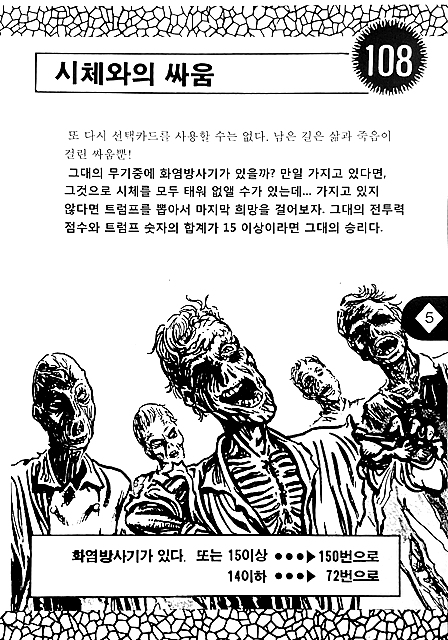 108
시체와의 싸움
또 다시 선택카드를 사용할 수는 없다. 남은 길은 삶과 죽음이
걸린 싸움뿐!
그대의 무기중에 화염방사기가 있을까? 만일 가지고 있다면,
그것으로 시체를 모두 태워 없앨 수가 있는데... 가지고 있지
않다면 트럼프를 뽑아서 마지막 희망을 걸어보자. 그대의 전투력
점수와 트럼프 숫자의 합계가 15 이상이라면 그대의 승리다.
5
화염방사기가 있다. 또는 15이상 ●●●▶150번으로
14이하 ●●●▶ 72번으로